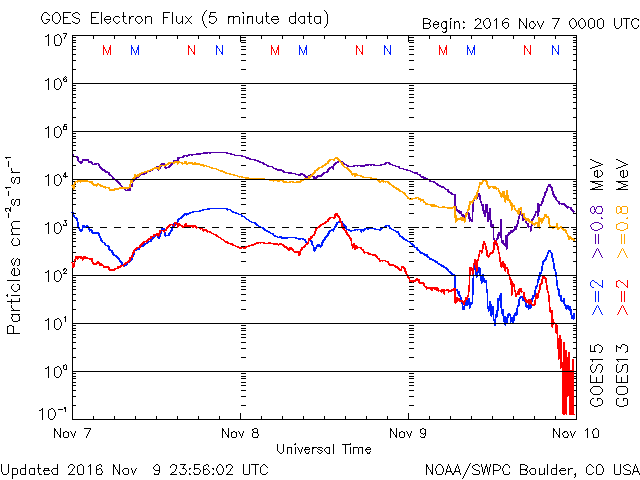 GOES Electron Flux (5 minute data)
Begin: 2016 Nov 7 0000 UTC
10⁷
M M N N M M N N M M N N
10⁶
10⁵
10⁴
10³
10²
10¹
10⁰
10⁻¹
Particles cm⁻²s⁻¹sr⁻¹
GOES15 >=2 >=0.8 MeV
GOES13 >=2 >=0.8 MeV
Nov 7 Nov 8 Nov 9 Nov 10
Universal Time
Updated 2016 Nov 9 23:56:02 UTC
NOAA/SWPC Boulder, CO USA